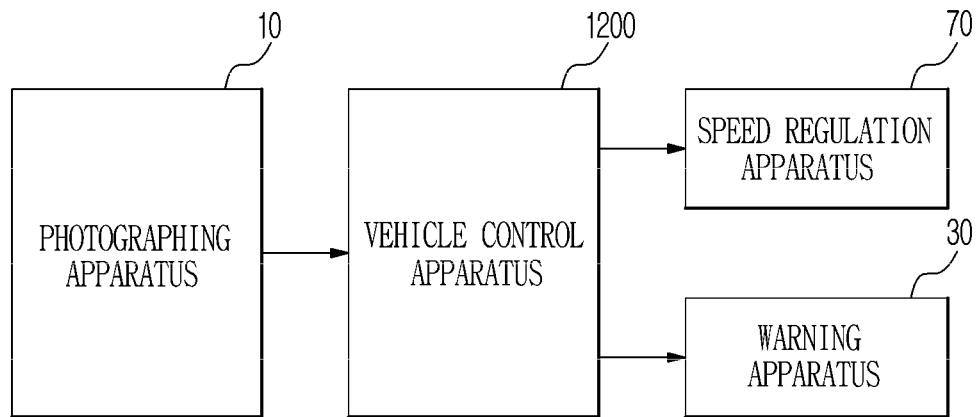 10
1200
70
PHOTOGRAPHING
APPARATUS
VEHICLE CONTROL
APPARATUS
SPEED REGULATION
APPARATUS
30
WARNING
APPARATUS